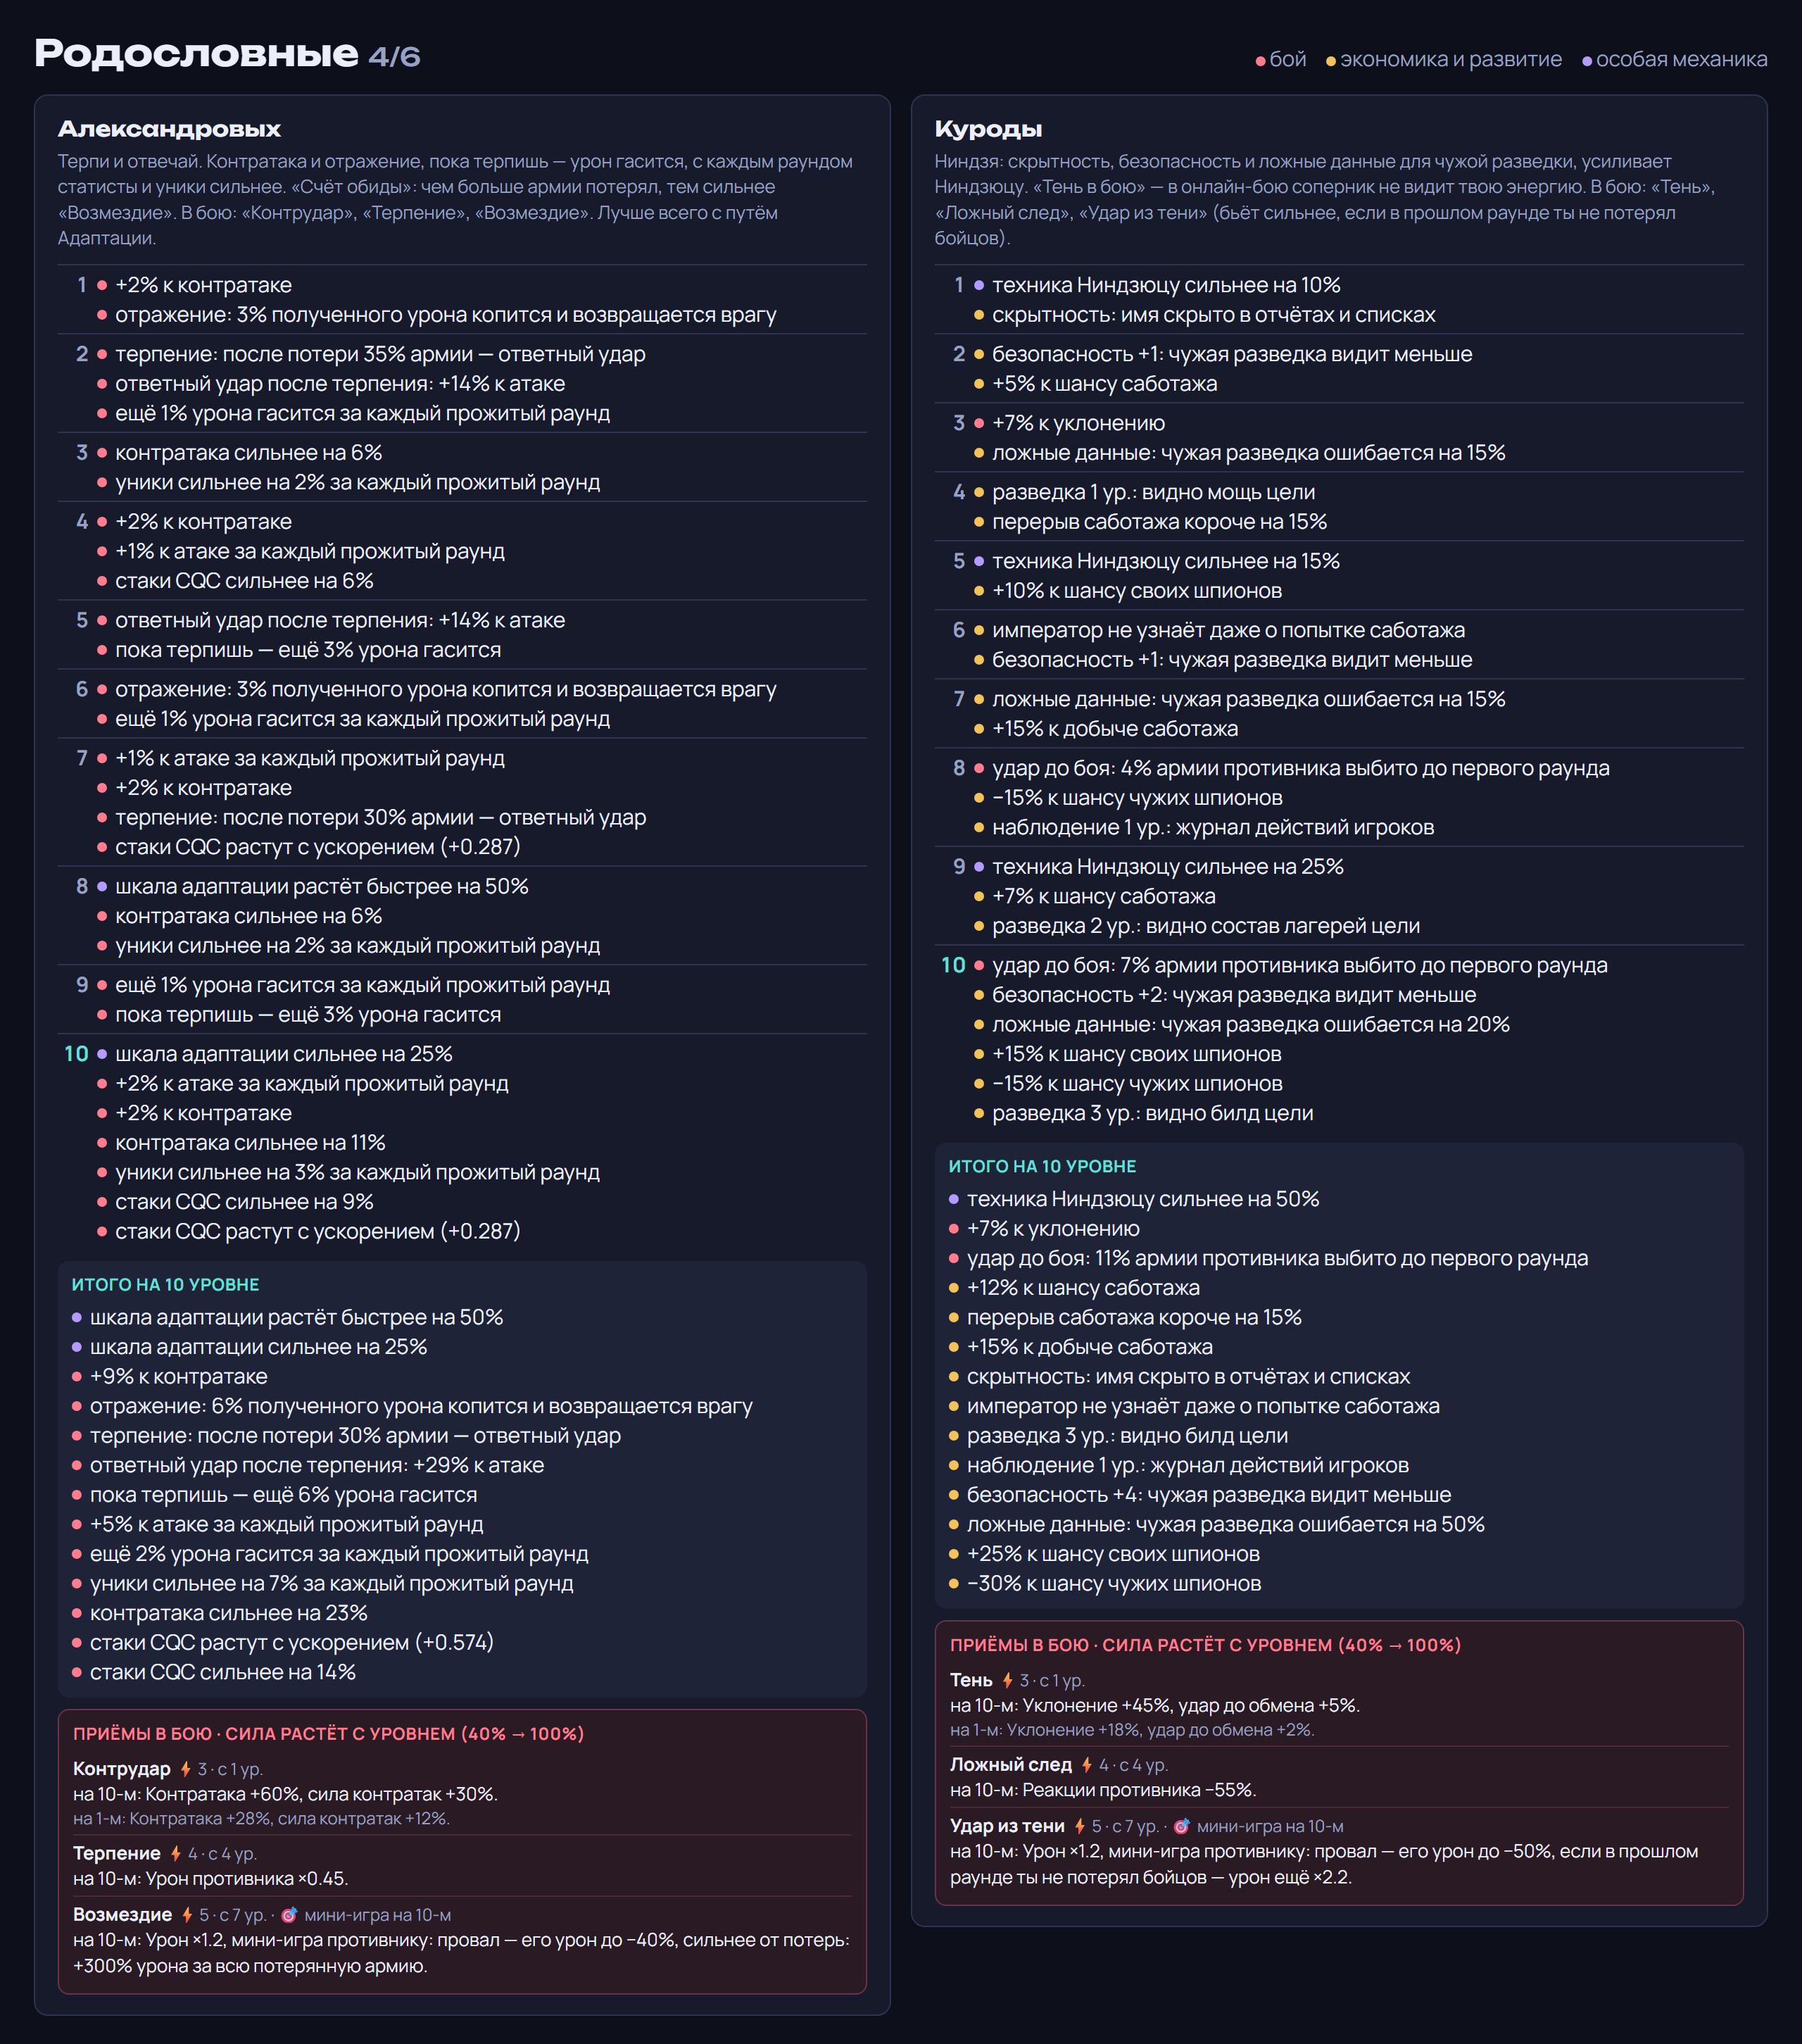 Родословные 4/6
бой экономика и развитие особая механика
Александровых
Терпи и отвечай. Контратака и отражение, пока терпишь — урон гасится, с каждым раундом
статисты и уники сильнее. «Счёт обиды»: чем больше армии потерял, тем сильнее
«Возмездие». В бою: «Контрудар», «Терпение», «Возмездие». Лучше всего с путём
Адаптации.
1 +2% к контратаке
отражение: 3% полученного урона копится и возвращается врагу
2 терпение: после потери 35% армии — ответный удар
ответный удар после терпения: +14% к атаке
ещё 1% урона гасится за каждый прожитый раунд
3 контратака сильнее на 6%
уники сильнее на 2% за каждый прожитый раунд
4 +2% к контратаке
+1% к атаке за каждый прожитый раунд
стаки CQC сильнее на 6%
5 ответный удар после терпения: +14% к атаке
пока терпишь — ещё 3% урона гасится
6 отражение: 3% полученного урона копится и возвращается врагу
ещё 1% урона гасится за каждый прожитый раунд
7 +1% к атаке за каждый прожитый раунд
+2% к контратаке
терпение: после потери 30% армии — ответный удар
стаки CQC растут с ускорением (+0.287)
8 шкала адаптации растёт быстрее на 50%
контратака сильнее на 6%
уники сильнее на 2% за каждый прожитый раунд
9 ещё 1% урона гасится за каждый прожитый раунд
пока терпишь — ещё 3% урона гасится
10 шкала адаптации сильнее на 25%
+2% к атаке за каждый прожитый раунд
+2% к контратаке
контратака сильнее на 11%
уники сильнее на 3% за каждый прожитый раунд
стаки CQC сильнее на 9%
стаки CQC растут с ускорением (+0.287)
ИТОГО НА 10 УРОВНЕ
шкала адаптации растёт быстрее на 50%
шкала адаптации сильнее на 25%
+9% к контратаке
отражение: 6% полученного урона копится и возвращается врагу
терпение: после потери 30% армии — ответный удар
ответный удар после терпения: +29% к атаке
пока терпишь — ещё 6% урона гасится
+5% к атаке за каждый прожитый раунд
ещё 2% урона гасится за каждый прожитый раунд
уники сильнее на 7% за каждый прожитый раунд
контратака сильнее на 23%
стаки CQC растут с ускорением (+0.574)
стаки CQC сильнее на 14%
ПРИЁМЫ В БОЮ · СИЛА РАСТЁТ С УРОВНЕМ (40% → 100%)
Контрудар ⚡ 3 · с 1 ур.
на 10-м: Контратака +60%, сила контратак +30%.
на 1-м: Контратака +28%, сила контратак +12%.
Терпение ⚡ 4 · с 4 ур.
на 10-м: Урон противника ×0.45.
Возмездие ⚡ 5 · с 7 ур. · 🎯 мини-игра на 10-м
на 10-м: Урон ×1.2, мини-игра противнику: провал — его урон до −40%, сильнее от потерь:
+300% урона за всю потерянную армию.
Куроды
Ниндзя: скрытность, безопасность и ложные данные для чужой разведки, усиливает
Ниндзюцу. «Тень в бою» — в онлайн-бою соперник не видит твою энергию. В бою: «Тень»,
«Ложный след», «Удар из тени» (бьёт сильнее, если в прошлом раунде ты не потерял
бойцов).
1 техника Ниндзюцу сильнее на 10%
скрытность: имя скрыто в отчётах и списках
2 безопасность +1: чужая разведка видит меньше
+5% к шансу саботажа
3 +7% к уклонению
ложные данные: чужая разведка ошибается на 15%
4 разведка 1 ур.: видно мощь цели
перерыв саботажа короче на 15%
5 техника Ниндзюцу сильнее на 15%
+10% к шансу своих шпионов
6 император не узнаёт даже о попытке саботажа
безопасность +1: чужая разведка видит меньше
7 ложные данные: чужая разведка ошибается на 15%
+15% к добыче саботажа
8 удар до боя: 4% армии противника выбито до первого раунда
−15% к шансу чужих шпионов
наблюдение 1 ур.: журнал действий игроков
9 техника Ниндзюцу сильнее на 25%
+7% к шансу саботажа
разведка 2 ур.: видно состав лагерей цели
10 удар до боя: 7% армии противника выбито до первого раунда
безопасность +2: чужая разведка видит меньше
ложные данные: чужая разведка ошибается на 20%
+15% к шансу своих шпионов
−15% к шансу чужих шпионов
разведка 3 ур.: видно билд цели
ИТОГО НА 10 УРОВНЕ
техника Ниндзюцу сильнее на 50%
+7% к уклонению
удар до боя: 11% армии противника выбито до первого раунда
+12% к шансу саботажа
перерыв саботажа короче на 15%
+15% к добыче саботажа
скрытность: имя скрыто в отчётах и списках
император не узнаёт даже о попытке саботажа
разведка 3 ур.: видно билд цели
наблюдение 1 ур.: журнал действий игроков
безопасность +4: чужая разведка видит меньше
ложные данные: чужая разведка ошибается на 50%
+25% к шансу своих шпионов
−30% к шансу чужих шпионов
ПРИЁМЫ В БОЮ · СИЛА РАСТЁТ С УРОВНЕМ (40% → 100%)
Тень ⚡ 3 · с 1 ур.
на 10-м: Уклонение +45%, удар до обмена +5%.
на 1-м: Уклонение +18%, удар до обмена +2%.
Ложный след ⚡ 4 · с 4 ур.
на 10-м: Реакции противника −55%.
Удар из тени ⚡ 5 · с 7 ур. · 🎯 мини-игра на 10-м
на 10-м: Урон ×1.2, мини-игра противнику: провал — его урон до −50%, если в прошлом
раунде ты не потерял бойцов — урон ещё ×2.2.